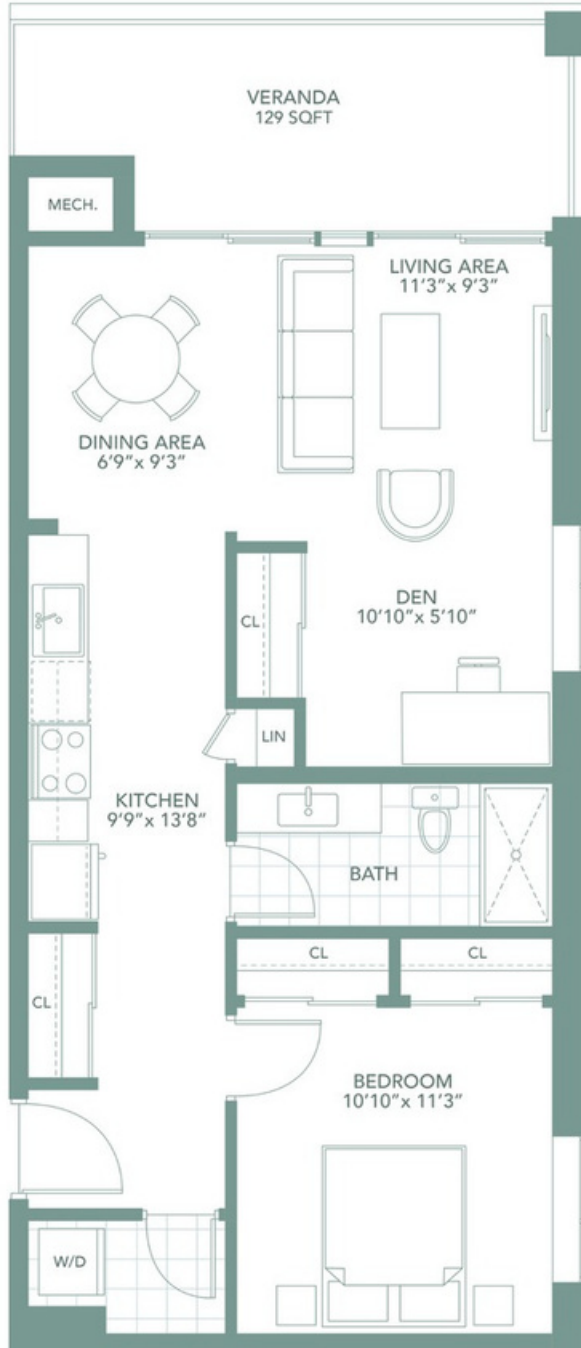 VERANDA
129 SQFT
MECH.
LIVING AREA
11'3" x 9'3"
DINING AREA
6'9" x 9'3"
CL
DEN
10'10" x 5'10"
LIN
KITCHEN
9'9" x 13'8"
BATH
CL
CL
CL
BEDROOM
10'10" x 11'3"
W/D